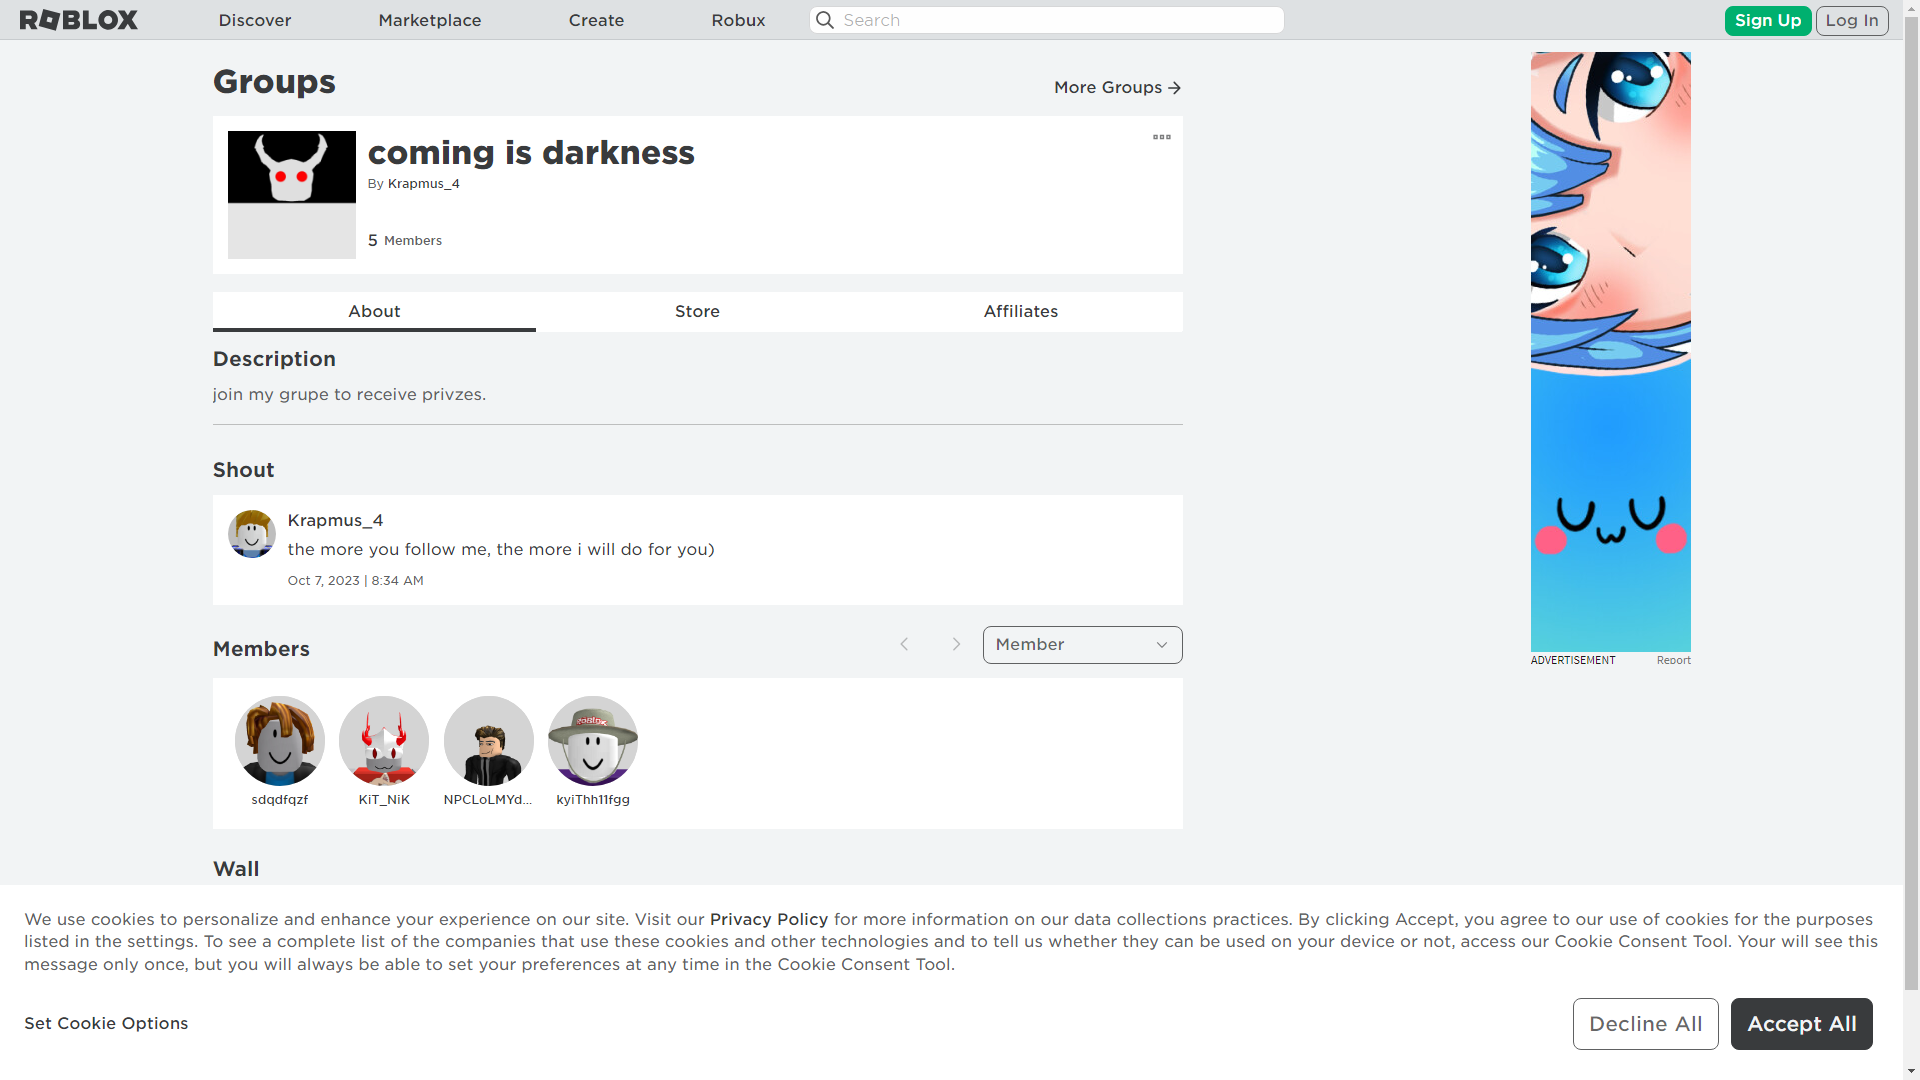 ROBLOX Discover Marketplace Create Robux Search Sign Up Log In
Groups
More Groups
coming is darkness
By Krapmus_4
5 Members
About Store Affiliates
Description
join my grupe to receive privzes.
Shout
Krapmus_4
the more you follow me, the more i will do for you)
Oct 7, 2023 | 8:34 AM
Members
Member
sdqdfqzf KiT_NiK NPCLoLMYd... kyiThh11fgg
ADVERTISEMENT Report
Wall
We use cookies to personalize and enhance your experience on our site. Visit our Privacy Policy for more information on our data collections practices. By clicking Accept, you agree to our use of cookies for the purposes
listed in the settings. To see a complete list of the companies that use these cookies and other technologies and to tell us whether they can be used on your device or not, access our Cookie Consent Tool. Your will see this
message only once, but you will always be able to set your preferences at any time in the Cookie Consent Tool.
Set Cookie Options
Decline All
Accept All